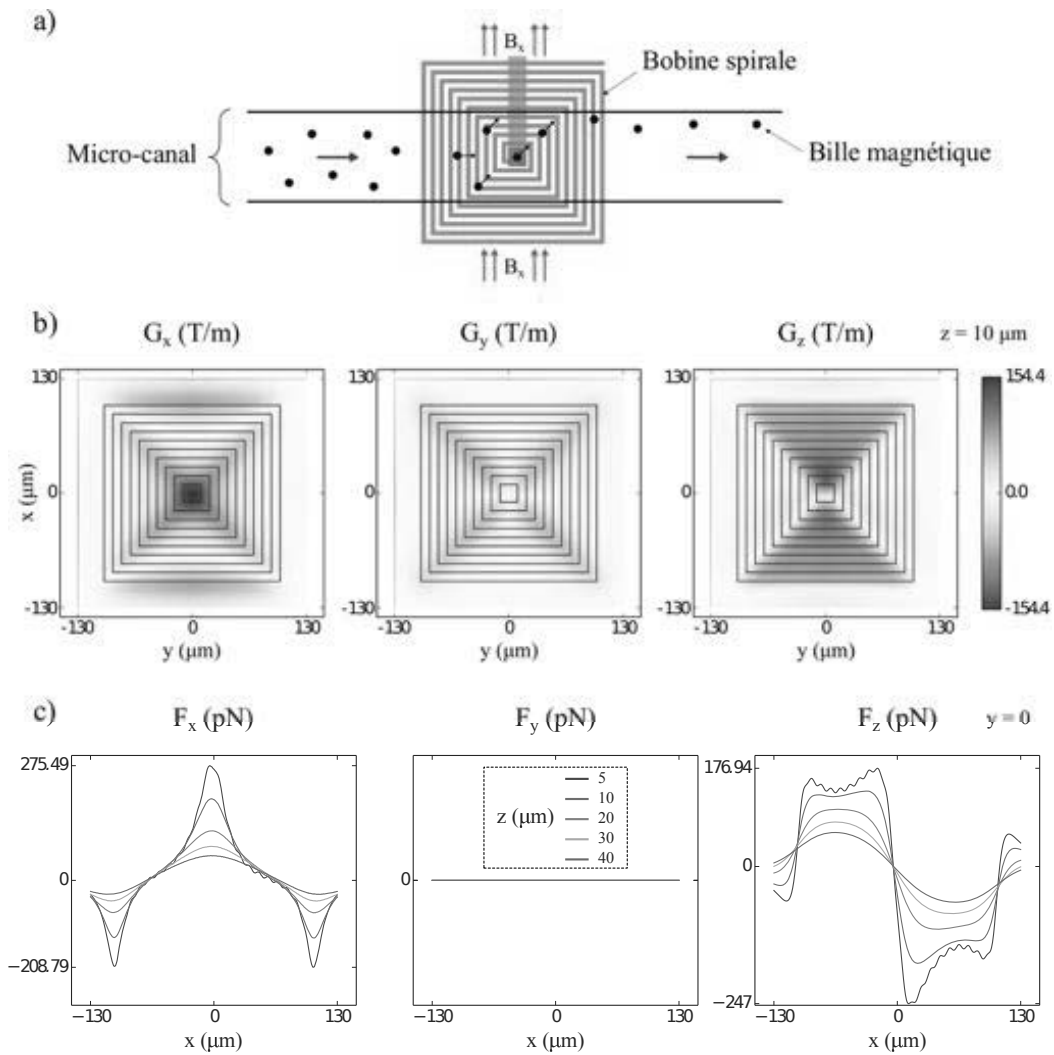 a)
B_x
Bobine spirale
Micro-canal
Bille magnétique
B_x
b)
G_x (T/m)
G_y (T/m)
G_z (T/m)
z = 10 μm
130
0
-130
x (μm)
-130
0
130
y (μm)
130
0
-130
-130
0
130
y (μm)
130
0
-130
-130
0
130
y (μm)
154.4
0.0
-154.4
c)
F_x (pN)
F_y (pN)
F_z (pN)
y = 0
275.49
0
−208.79
−130
0
130
x (μm)
0
z (μm)
5
10
20
30
40
−130
0
130
x (μm)
176.94
0
−247
−130
0
130
x (μm)